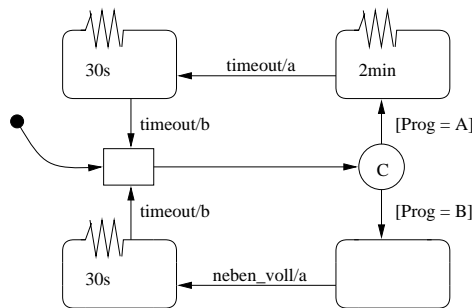 30s
timeout/a
2min
timeout/b
[Prog = A]
C
timeout/b
[Prog = B]
30s
neben_voll/a